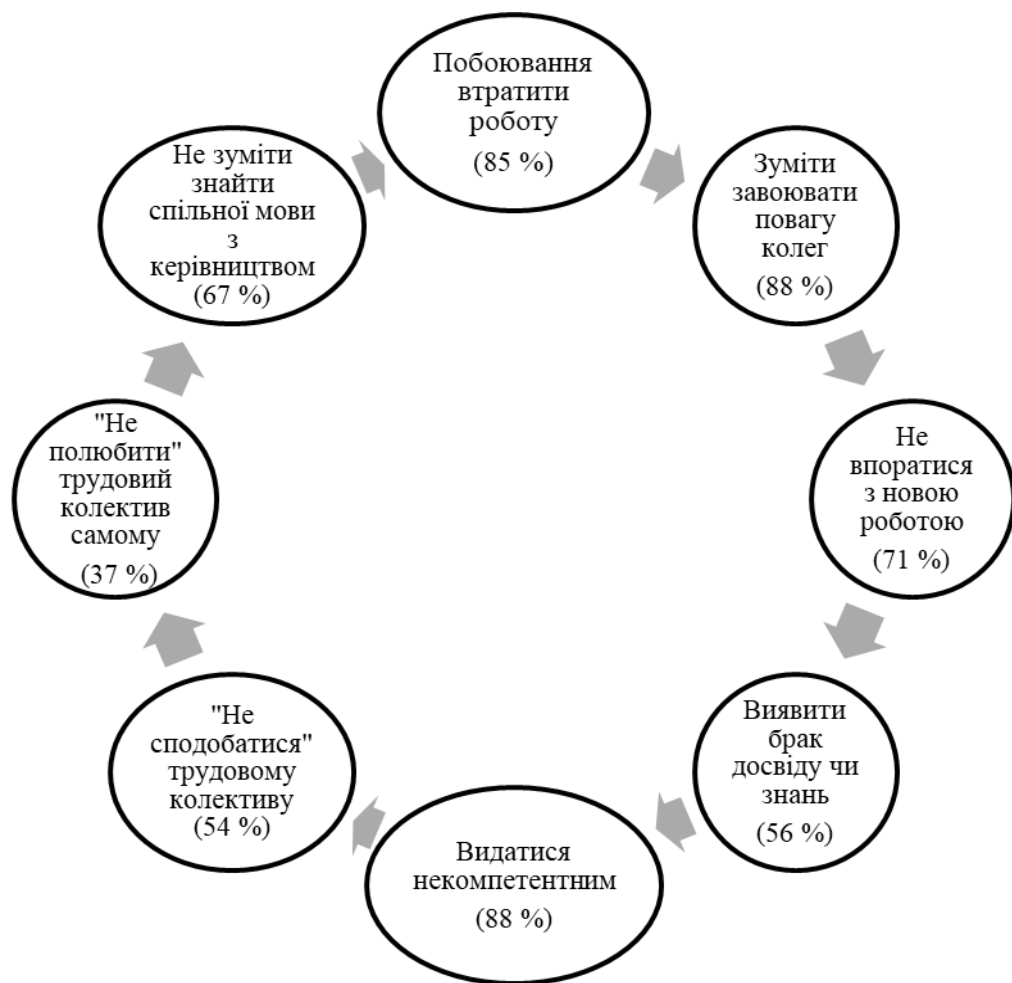 Побоювання
втратити
роботу
(85 %)
Зуміти
завоювати
повагу
колег
(88 %)
Не
впоратися
з новою
роботою
(71 %)
Виявити
брак
досвіду чи
знань
(56 %)
Видатися
некомпетентним
(88 %)
"Не
сподобатися"
трудовому
колективу
(54 %)
"Не
полюбити"
трудовий
колектив
самому
(37 %)
Не зуміти
знайти
спільної мови
з
керівництвом
(67 %)